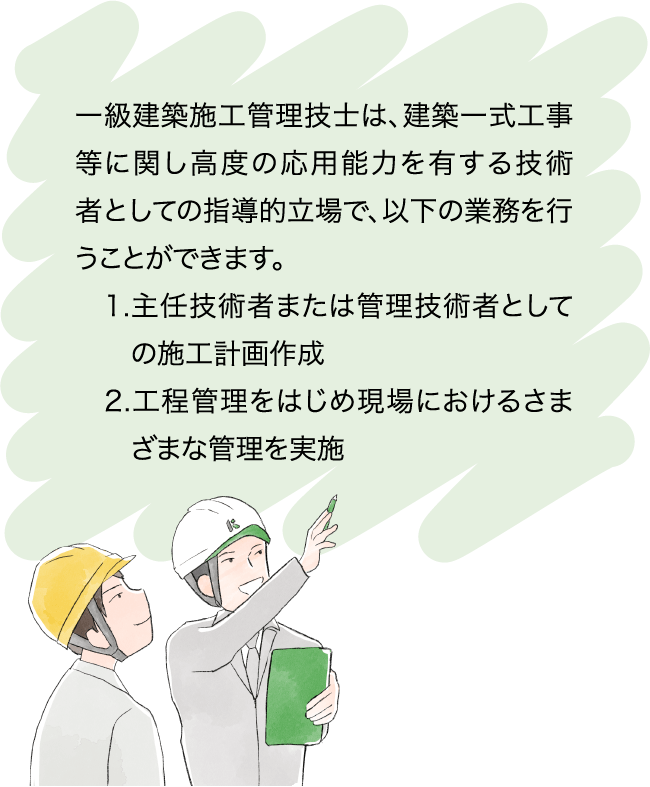 一級建築施工管理技士は、建築一式工事
等に関し高度の応用能力を有する技術
者としての指導的立場で、以下の業務を行
うことができます。
1.主任技術者または管理技術者として
の施工計画作成
2.工程管理をはじめ現場におけるさま
ざまな管理を実施